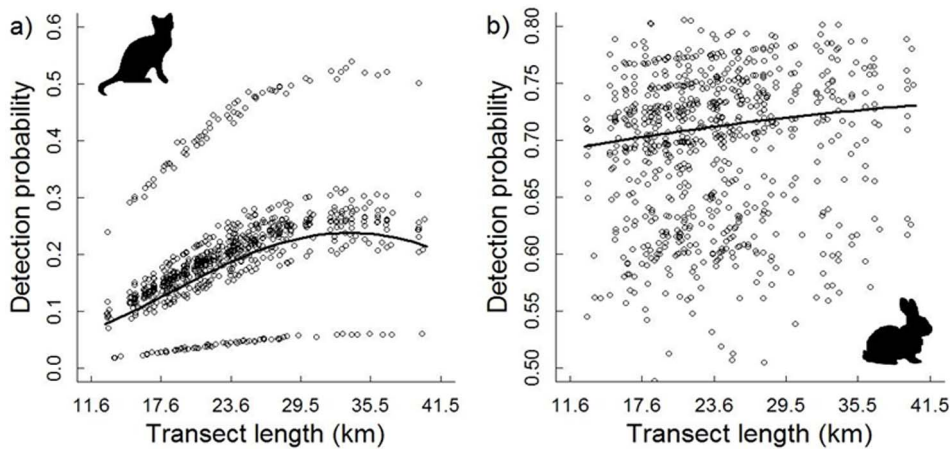 a)
Detection probability
0.6
0.5
0.4
0.3
0.2
0.1
0.0
11.6 17.6 23.6 29.5 35.5 41.5
Transect length (km)
b)
Detection probability
0.80
0.75
0.70
0.65
0.60
0.55
0.50
11.6 17.6 23.6 29.5 35.5 41.5
Transect length (km)